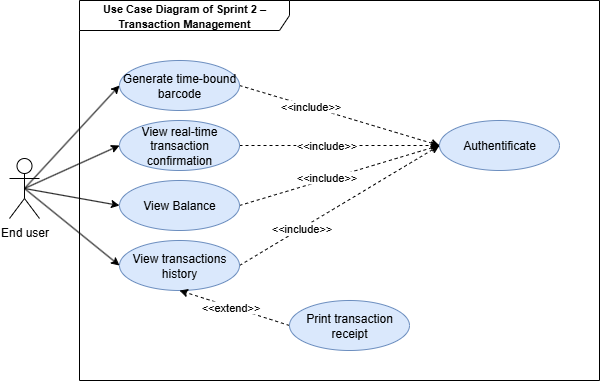 Use Case Diagram of Sprint 2 –
Transaction Management
Generate time-bound
barcode
<<include>>
View real-time
transaction
confirmation
<<include>>
Authentificate
<<include>>
View Balance
End user
<<include>>
View transactions
history
<<extend>>
Print transaction
receipt